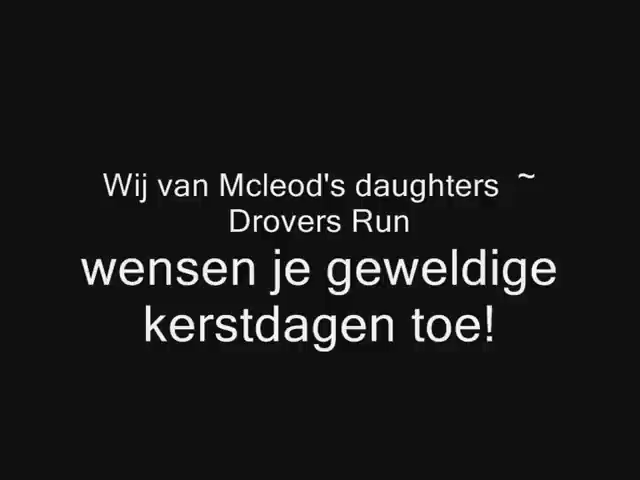 Wij van Mcleod's daughters ~
Drovers Run
wensen je geweldige
kerstdagen toe!